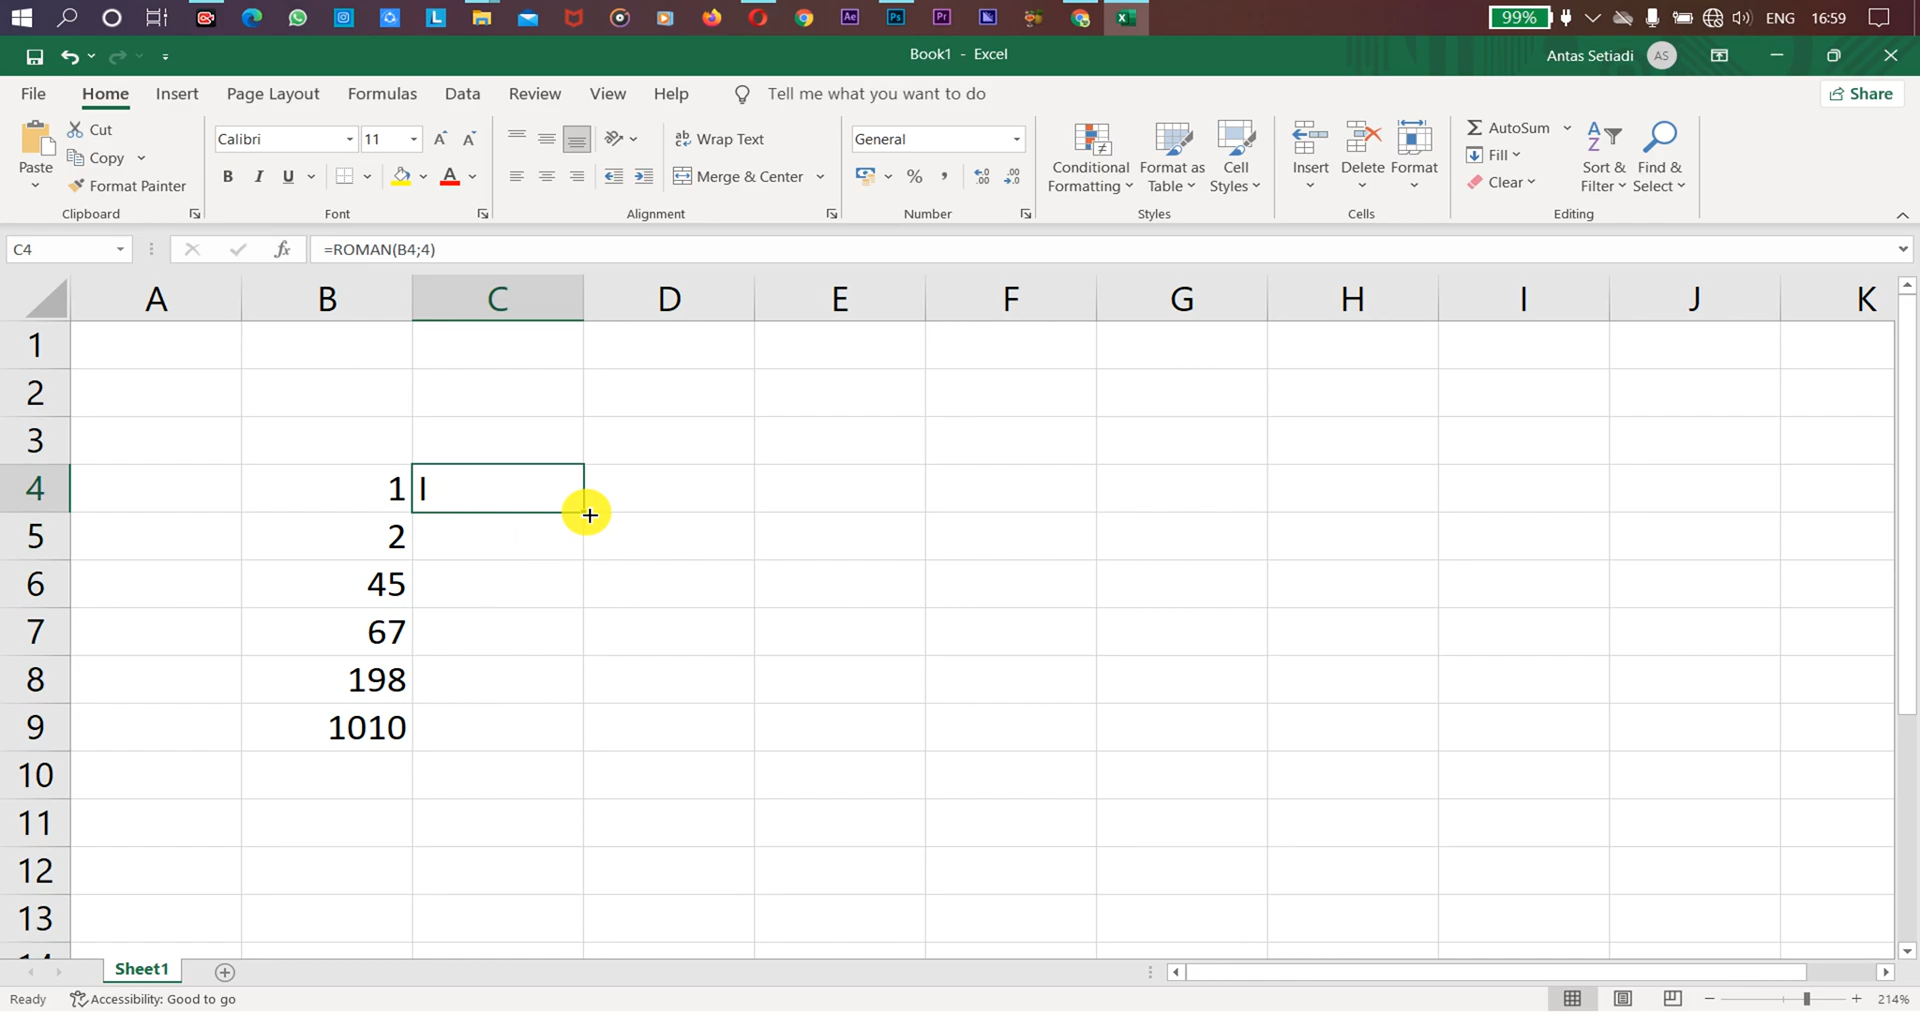 99% ENG 16:59
Book1 - Excel Antas Setiadi AS
File Home Insert Page Layout Formulas Data Review View Help Tell me what you want to do Share
Paste Cut Copy Format Painter
Calibri 11
B I U A
ab Wrap Text
Merge & Center
General
% ,
Conditional Formatting
Format as Table
Cell Styles
Insert Delete Format
AutoSum
Fill
Clear
Sort & Filter
Find & Select
Clipboard Font Alignment Number Styles Cells Editing
C4 fx =ROMAN(B4;4)
A B C D E F G H I J K
1
2
3
4 1 I
5 2
6 45
7 67
8 198
9 1010
10
11
12
13
14
Sheet1
Ready Accessibility: Good to go 214%